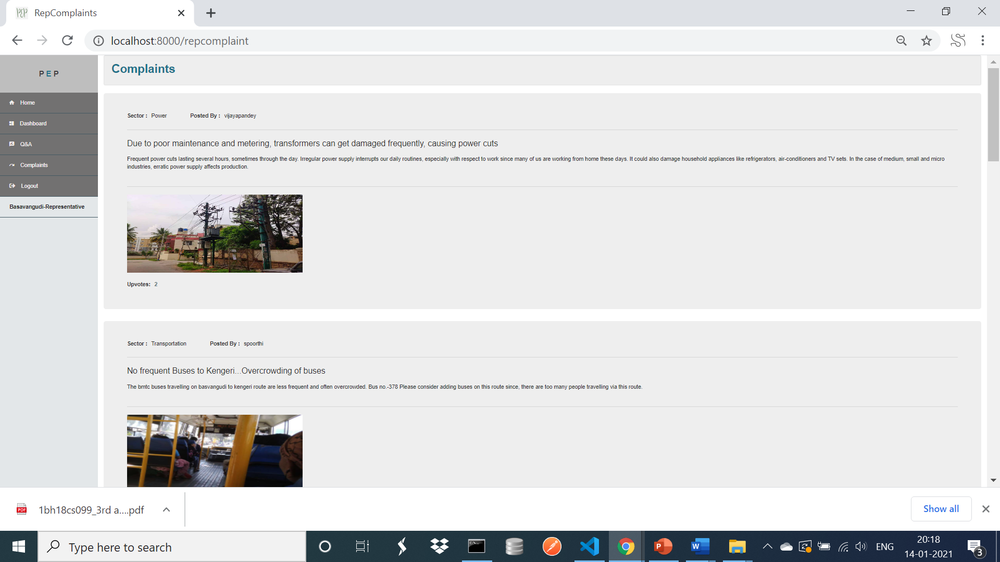 PEP RepComplaints
localhost:8000/repcomplaint
P E P
Home
Dashboard
Q&A
Complaints
Logout
Basavangudi-Representative
Complaints
Sector : Power Posted By : vijayapandey
Due to poor maintenance and metering, transformers can get damaged frequently, causing power cuts
Frequent power cuts lasting several hours, sometimes through the day. Irregular power supply interrupts our daily routines, especially with respect to work since many of us are working from home these days. It could also damage household appliances like refrigerators, air-conditioners and TV sets. In the case of medium, small and micro
industries, erratic power supply affects production.
Upvotes: 2
Sector : Transportation Posted By : spoorthi
No frequent Buses to Kengeri...Overcrowding of buses
The bmtc buses travelling on basvangudi to kengeri route are less frequent and often overcrowded. Bus no.-378 Please consider adding buses on this route since, there are too many people travelling via this route.
PDF 1bh18cs099_3rd a....pdf
Show all
Type here to search
ENG
20:18
14-01-2021
3